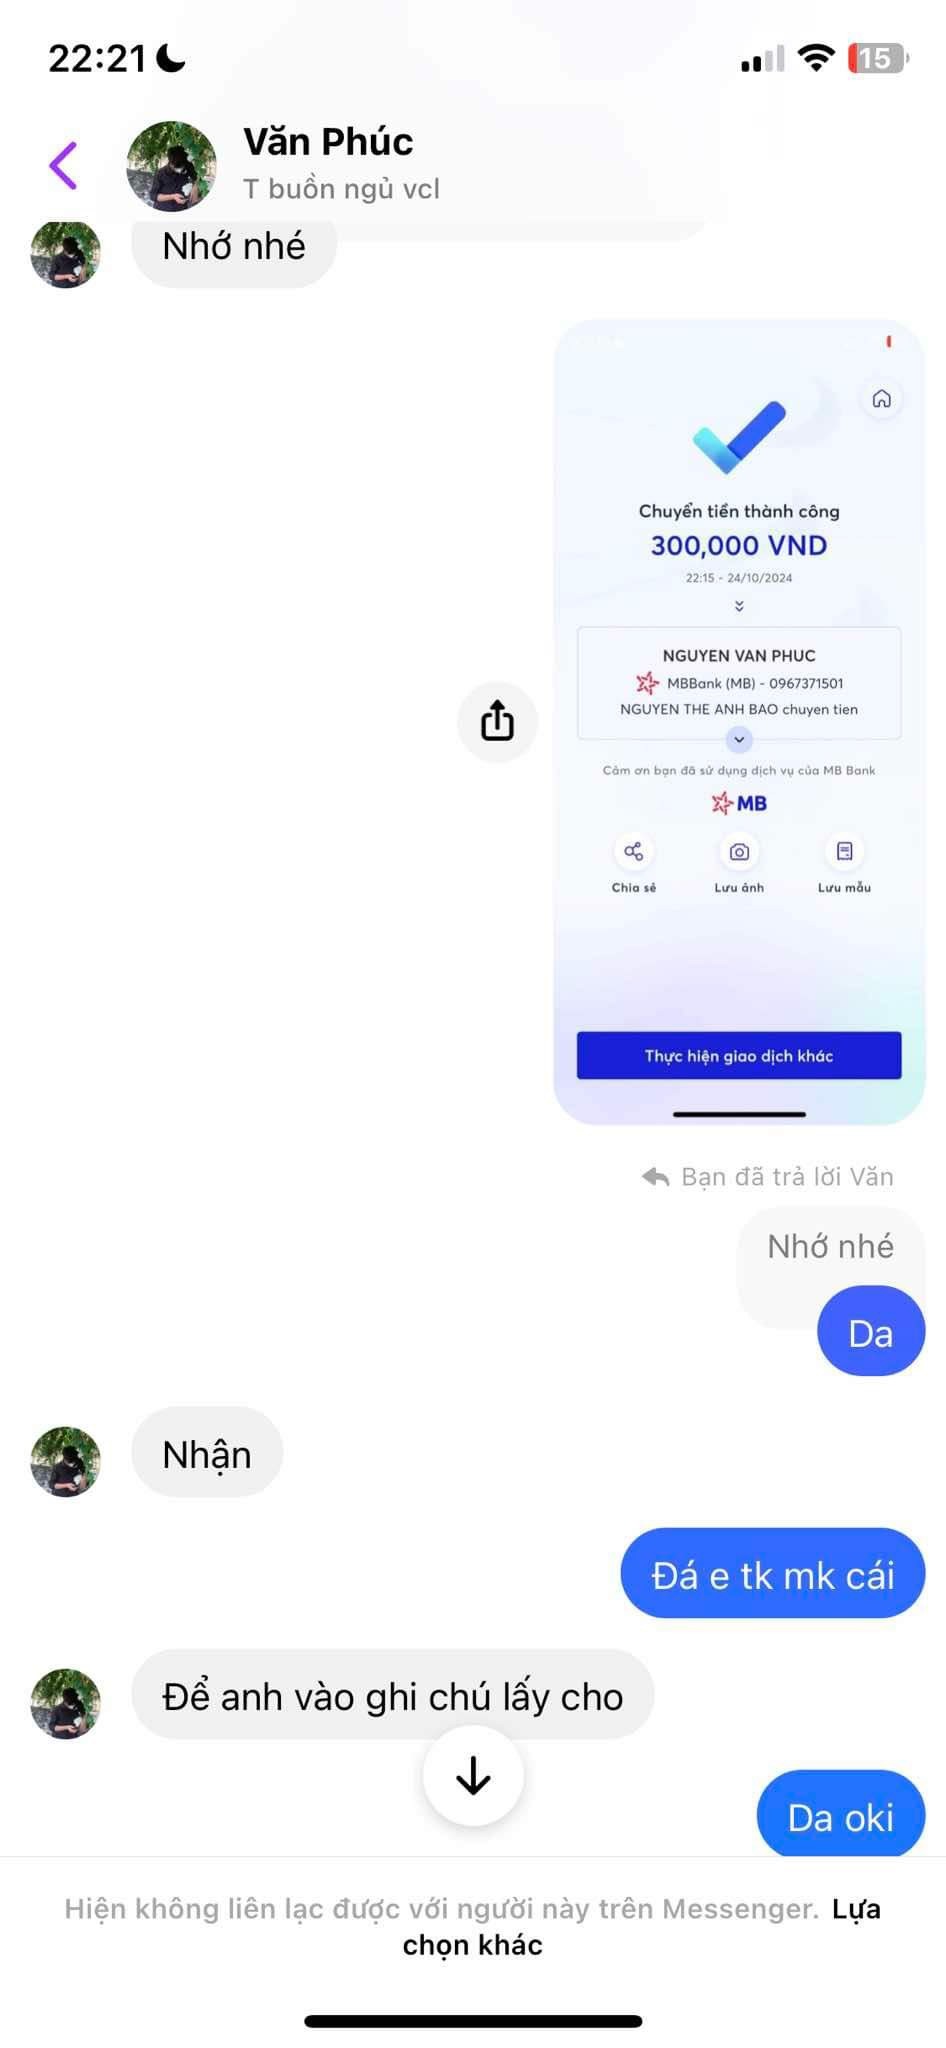 22:21
15
Văn Phúc
T buồn ngủ vcl
Nhớ nhé
Chuyển tiền thành công
300,000 VND
22:15 - 24/10/2024
NGUYEN VAN PHUC
MBBank (MB) - 0967371501
NGUYEN THE ANH BAO chuyen tien
Cảm ơn bạn đã sử dụng dịch vụ của MB Bank
MB
Chia sẻ
Lưu ảnh
Lưu mẫu
Thực hiện giao dịch khác
Bạn đã trả lời Văn
Nhớ nhé
Da
Nhận
Đá e tk mk cái
Để anh vào ghi chú lấy cho
Da oki
Hiện không liên lạc được với người này trên Messenger. Lựa
chọn khác